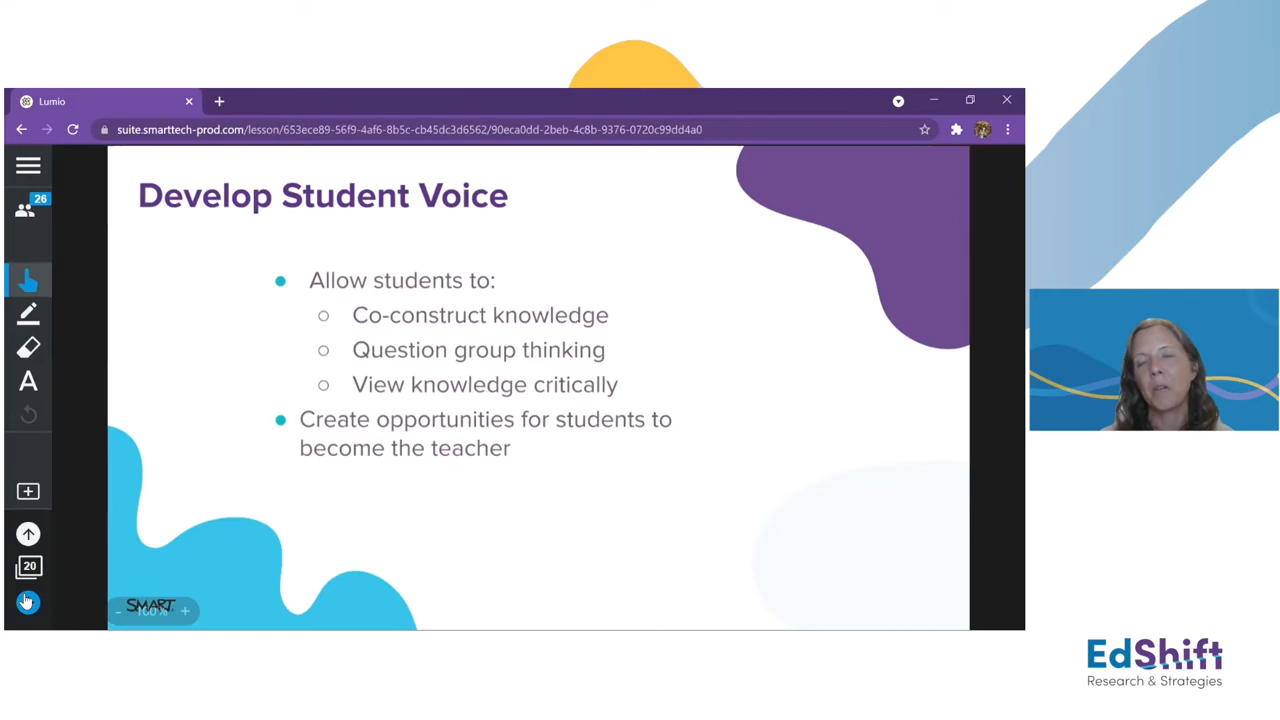 Lumio
suite.smarttech-prod.com/lesson/653ece89-56f9-4af6-8b5c-cb45dc3d6562/90eca0dd-2beb-4c8b-9376-0720c99dd4a0
26
Develop Student Voice
Allow students to:
Co-construct knowledge
Question group thinking
View knowledge critically
Create opportunities for students to
become the teacher
A
20
SMART
- 100% +
EdShift
Research & Strategies